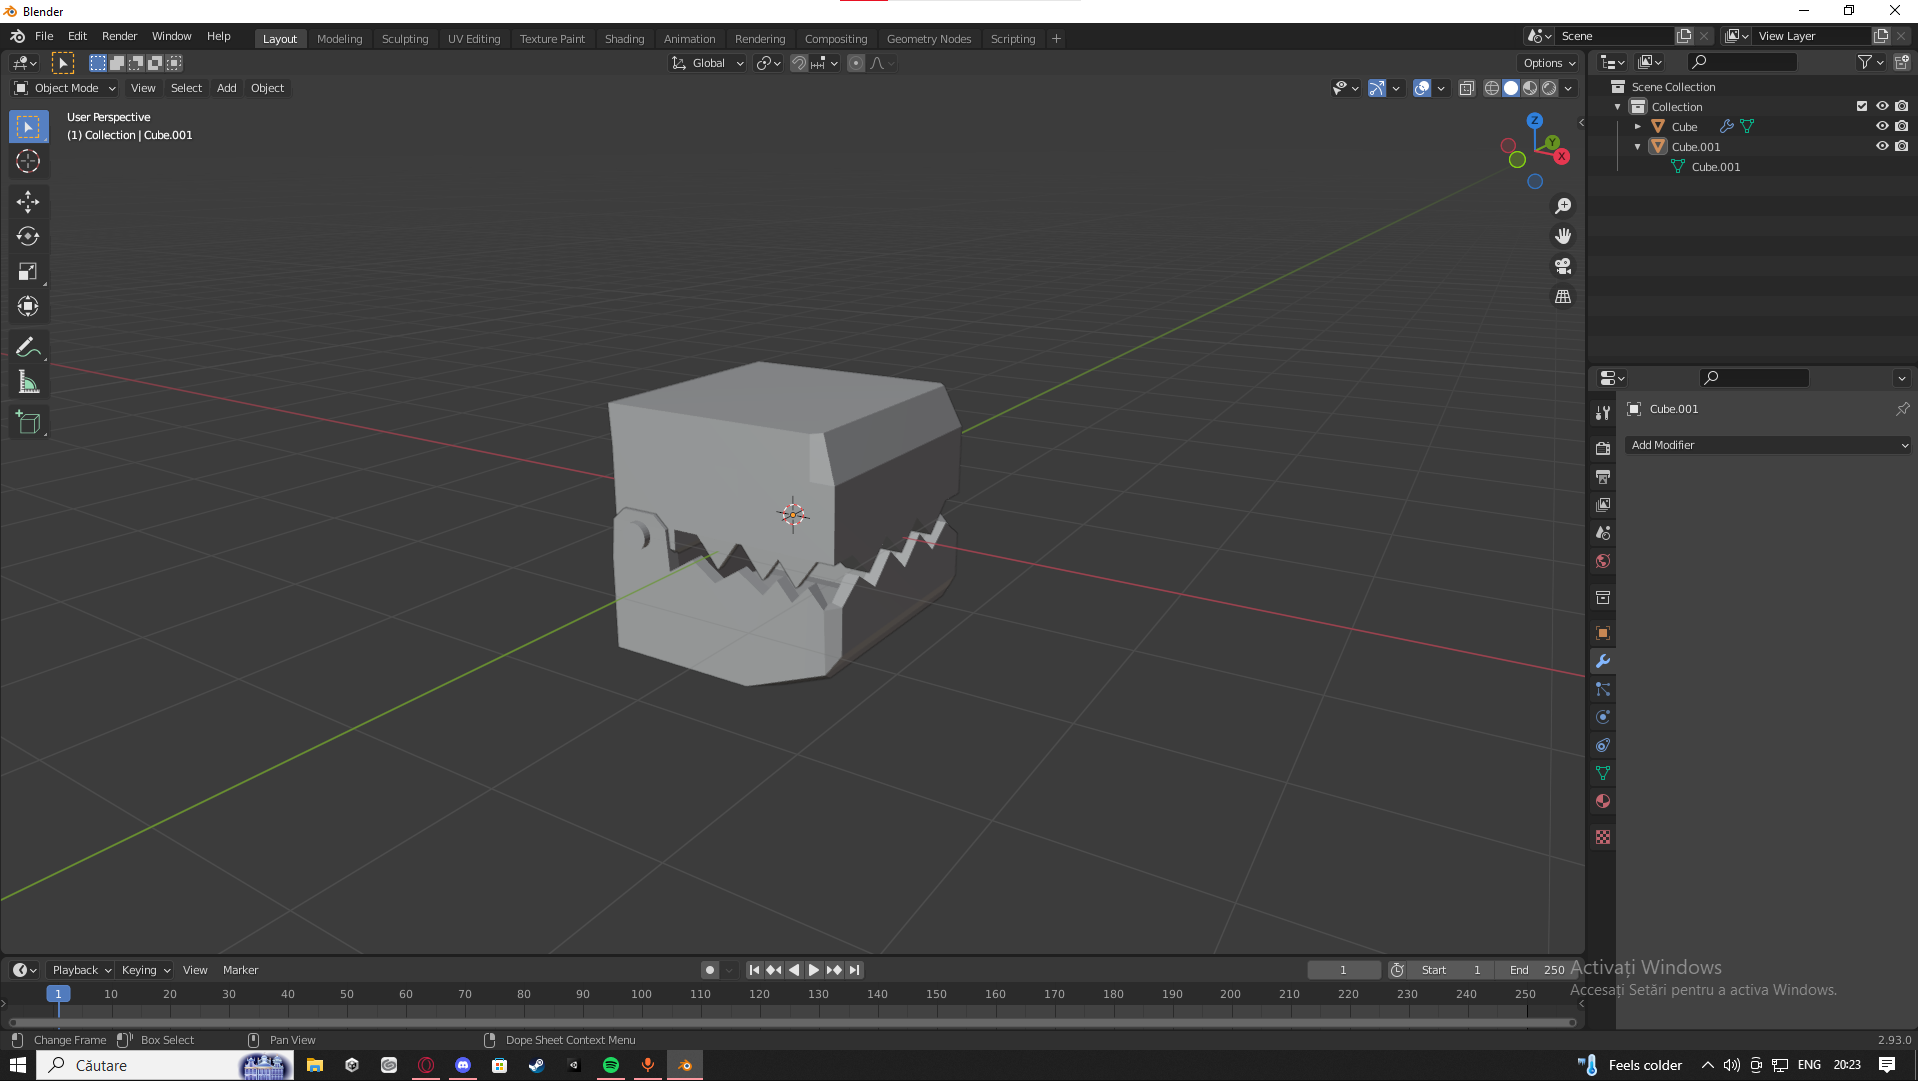 Blender
File Edit Render Window Help Layout Modeling Sculpting UV Editing Texture Paint Shading Animation Rendering Compositing Geometry Nodes Scripting Scene View Layer
Global Options
Object Mode View Select Add Object
User Perspective
(1) Collection | Cube.001
Z
Y
X
Scene Collection
Collection
Cube
Cube.001
Cube.001
Cube.001
Add Modifier
Playback Keying View Marker 1 Start 1 End 250
1 10 20 30 40 50 60 70 80 90 100 110 120 130 140 150 160 170 180 190 200 210 220 230 240 250
Activați Windows
Accesați Setări pentru a activa Windows.
Change Frame Box Select Pan View Dope Sheet Context Menu 2.93.0
Căutare Feels colder ENG 20:23